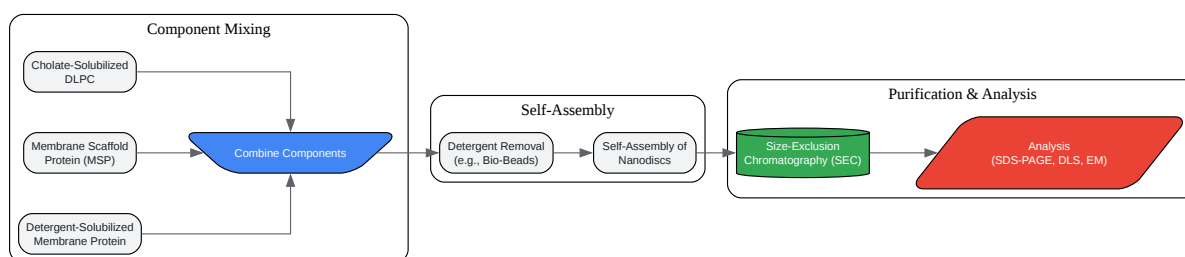 Component Mixing
Cholate-Solubilized
DLPC
Membrane Scaffold
Protein (MSP)
Combine Components
Detergent-Solubilized
Membrane Protein
Self-Assembly
Detergent Removal
(e.g., Bio-Beads)
Self-Assembly of
Nanodiscs
Purification & Analysis
Size-Exclusion
Chromatography (SEC)
Analysis
(SDS-PAGE, DLS, EM)